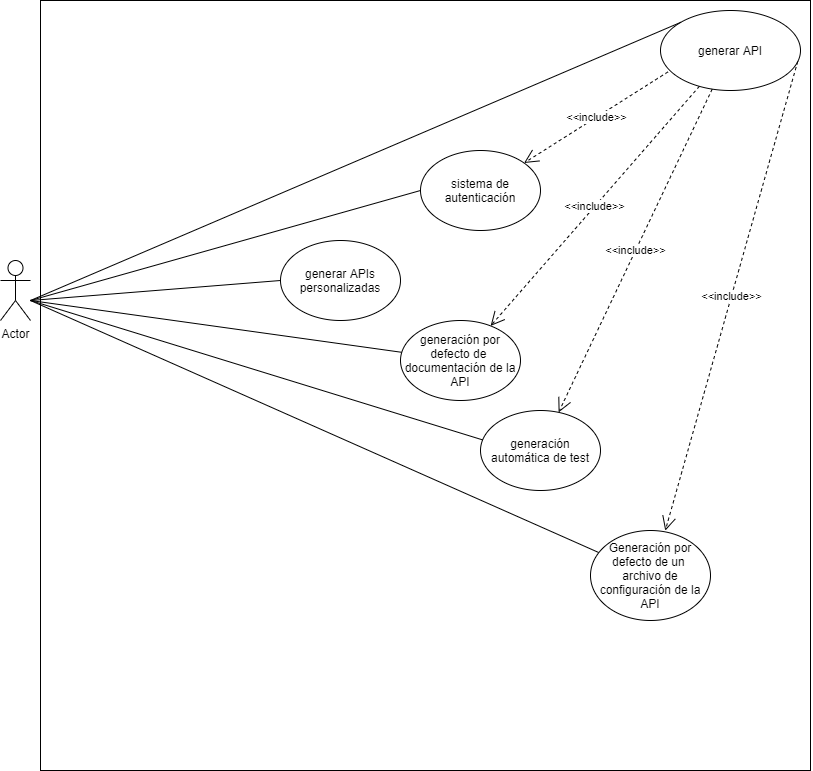 generar API
<<include>>
sistema de
autenticación
<<include>>
<<include>>
generar APIs
personalizadas
<<include>>
Actor
generación por
defecto de
documentación de la
API
generación
automática de test
Generación por
defecto de un
archivo de
configuración de la
API